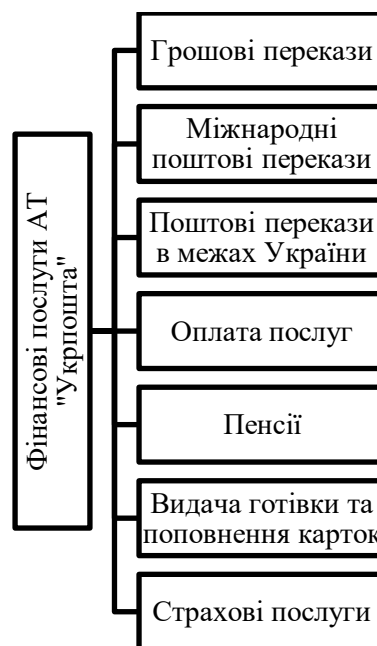 Фінансові послуги АТ
"Укрпошта"
Грошові перекази
Міжнародні
поштові перекази
Поштові перекази
в межах України
Оплата послуг
Пенсії
Видача готівки та
поповнення карток
Страхові послуги